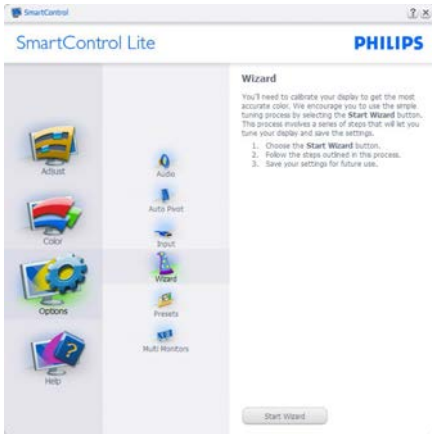 SmartControl
SmartControl Lite
PHILIPS
Adjust
Color
Options
Help
Audio
Auto Pivot
Input
Wizard
Presets
Multi Monitors
Wizard
You'll need to calibrate your display to get the most
accurate color. We encourage you to use the simple
tuning process by selecting the Start Wizard button.
This process involves a series of steps that will let you
tune your display and save the settings.
1. Choose the Start Wizard button.
2. Follow the steps outlined in this process.
3. Save your settings for future use.
Start Wizard